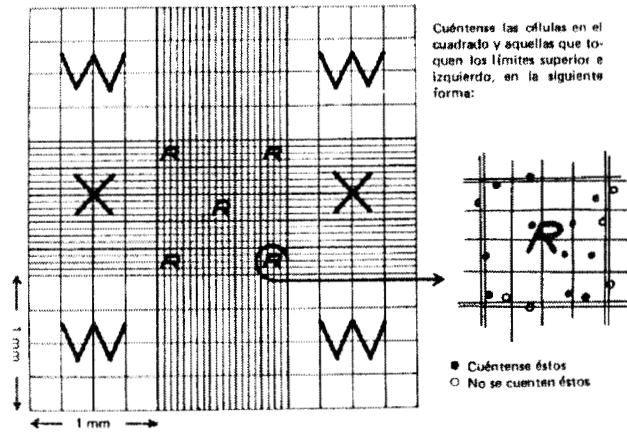 Cuéntense las células en el
cuadrado y aquellas que to-
quen los límites superior e
izquierdo, en la siguiente
forma:
W W
R R
X R X
R R
R
W W
1 mm
1 mm
● Cuéntense éstos
○ No se cuenten éstos